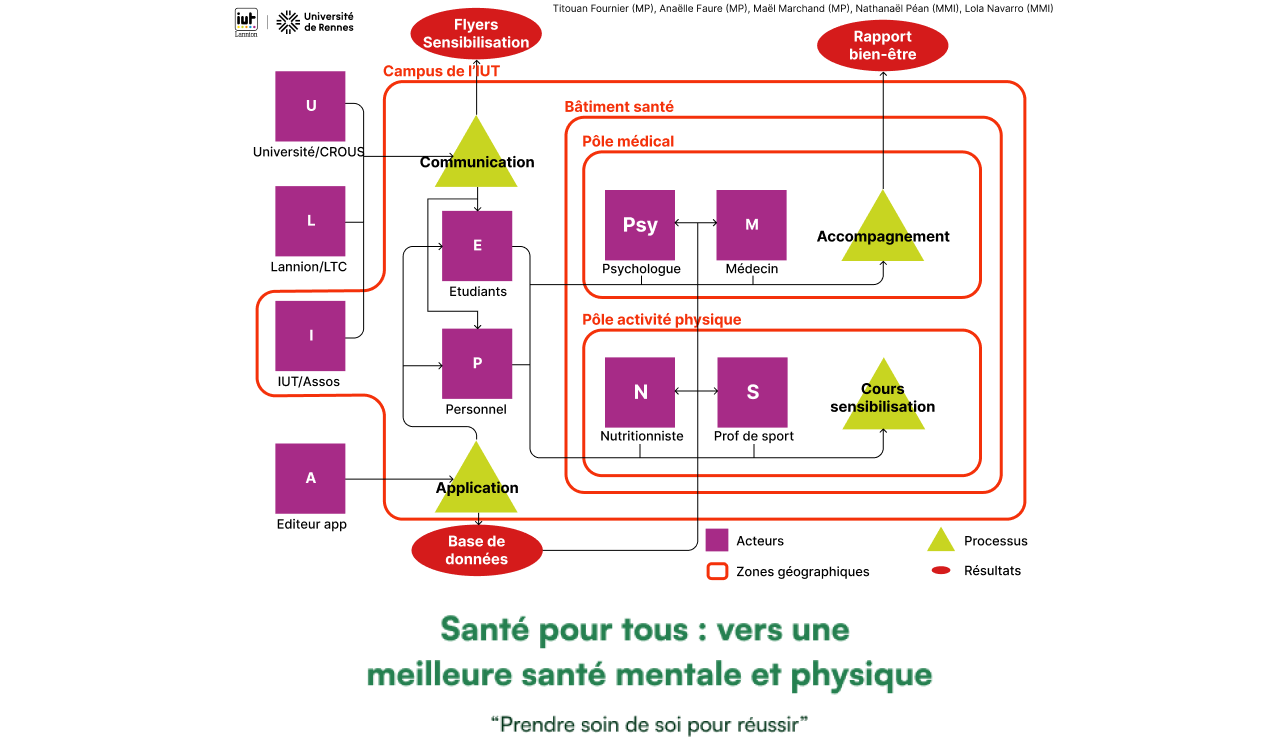 iut
Lannion
Université
de Rennes
Titouan Fournier (MP), Anaëlle Faure (MP), Maël Marchand (MP), Nathanaël Péan (MMI), Lola Navarro (MMI)
Flyers
Sensibilisation
Rapport
bien-être
Campus de l'IUT
Bâtiment santé
Pôle médical
U
Université/CROUS
Communication
L
Lannion/LTC
E
Etudiants
Psy
Psychologue
M
Médecin
Accompagnement
I
IUT/Assos
P
Personnel
Pôle activité physique
N
Nutritionniste
S
Prof de sport
Cours
sensibilisation
A
Editeur app
Application
Base de
données
Acteurs
Processus
Zones géographiques
Résultats
Santé pour tous : vers une
meilleure santé mentale et physique
“Prendre soin de soi pour réussir”